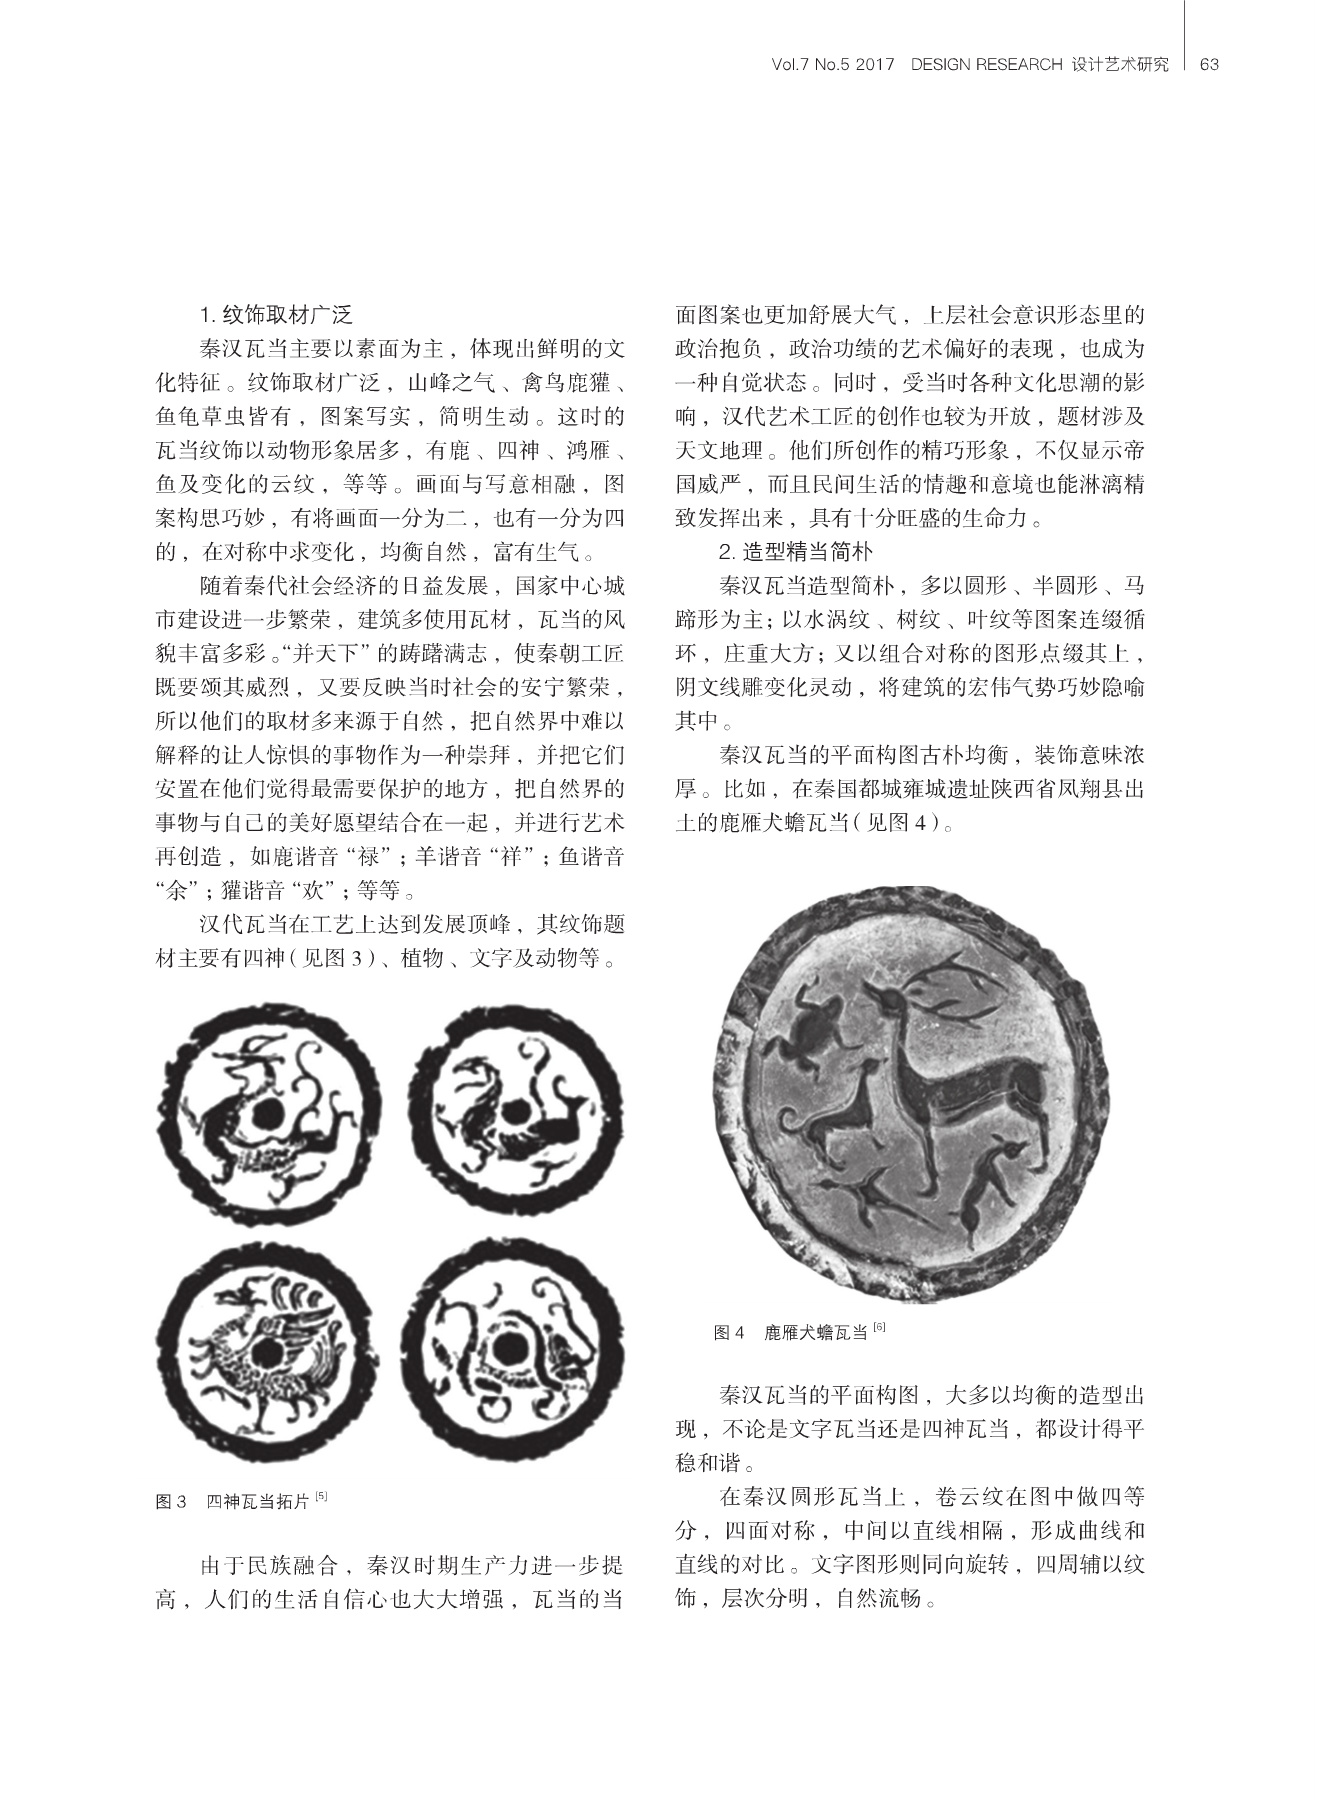 Vol.7 No.5 2017 DESIGN RESEARCH 设计艺术研究 63
1. 纹饰取材广泛
秦汉瓦当主要以素面为主，体现出鲜明的文
化特征。纹饰取材广泛，山峰之气、禽鸟鹿獾、
鱼龟草虫皆有，图案写实，简明生动。这时的
瓦当纹饰以动物形象居多，有鹿、四神、鸿雁、
鱼及变化的云纹，等等。画面与写意相融，图
案构思巧妙，有将画面一分为二，也有一分为四
的，在对称中求变化，均衡自然，富有生气。
随着秦代社会经济的日益发展，国家中心城
市建设进一步繁荣，建筑多使用瓦材，瓦当的风
貌丰富多彩。“并天下”的踌躇满志，使秦朝工匠
既要颂其威烈，又要反映当时社会的安宁繁荣，
所以他们的取材多来源于自然，把自然界中难以
解释的让人惊惧的事物作为一种崇拜，并把它们
安置在他们觉得最需要保护的地方，把自然界的
事物与自己的美好愿望结合在一起，并进行艺术
再创造，如鹿谐音“禄”；羊谐音“祥”；鱼谐音
“余”；獾谐音“欢”；等等。
汉代瓦当在工艺上达到发展顶峰，其纹饰题
材主要有四神（见图3）、植物、文字及动物等。
图3 四神瓦当拓片[5]
由于民族融合，秦汉时期生产力进一步提
高，人们的生活自信心也大大增强，瓦当的当
面图案也更加舒展大气，上层社会意识形态里的
政治抱负，政治功绩的艺术偏好的表现，也成为
一种自觉状态。同时，受当时各种文化思潮的影
响，汉代艺术工匠的创作也较为开放，题材涉及
天文地理。他们所创作的精巧形象，不仅显示帝
国威严，而且民间生活的情趣和意境也能淋漓精
致发挥出来，具有十分旺盛的生命力。
2. 造型精当简朴
秦汉瓦当造型简朴，多以圆形、半圆形、马
蹄形为主；以水涡纹、树纹、叶纹等图案连缀循
环，庄重大方；又以组合对称的图形点缀其上，
阴文线雕变化灵动，将建筑的宏伟气势巧妙隐喻
其中。
秦汉瓦当的平面构图古朴均衡，装饰意味浓
厚。比如，在秦国都城雍城遗址陕西省凤翔县出
土的鹿雁犬蟾瓦当（见图4）。
图4 鹿雁犬蟾瓦当[6]
秦汉瓦当的平面构图，大多以均衡的造型出
现，不论是文字瓦当还是四神瓦当，都设计得平
稳和谐。
在秦汉圆形瓦当上，卷云纹在图中做四等
分，四面对称，中间以直线相隔，形成曲线和
直线的对比。文字图形则同向旋转，四周辅以纹
饰，层次分明，自然流畅。